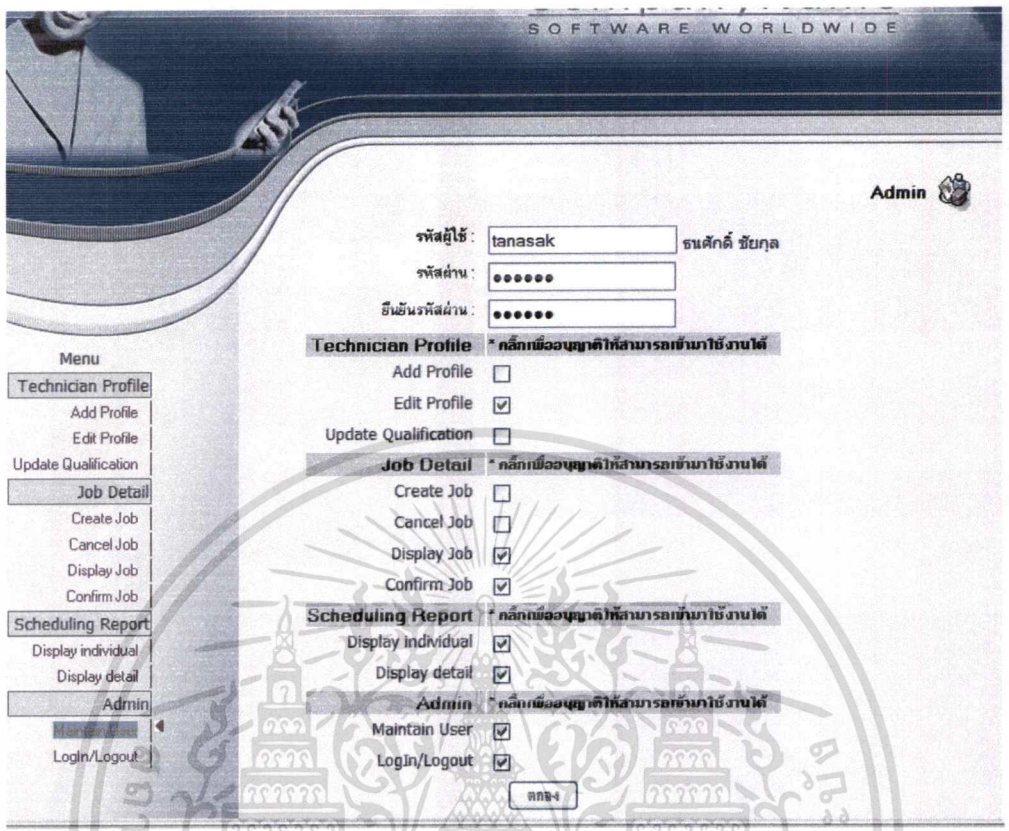 SOFTWARE WORLDWIDE
Admin
รหัสผู้ใช้ : tanasak ธนศักดิ์ ชัยกุล
รหัสผ่าน : ••••••
ยืนยันรหัสผ่าน : ••••••
Technician Profile * คลิ๊กเพื่ออนุญาติให้สามารถเข้ามาใช้งานได้
Add Profile
Edit Profile
Update Qualification
Job Detail * คลิ๊กเพื่ออนุญาติให้สามารถเข้ามาใช้งานได้
Create Job
Cancel Job
Display Job
Confirm Job
Scheduling Report * คลิ๊กเพื่ออนุญาติให้สามารถเข้ามาใช้งานได้
Display individual
Display detail
Admin * คลิ๊กเพื่ออนุญาติให้สามารถเข้ามาใช้งานได้
Maintain User
LogIn/Logout
ตกลง
Menu
Technician Profile
Add Profile
Edit Profile
Update Qualification
Job Detail
Create Job
Cancel Job
Display Job
Confirm Job
Scheduling Report
Display individual
Display detail
Admin
LogIn/Logout